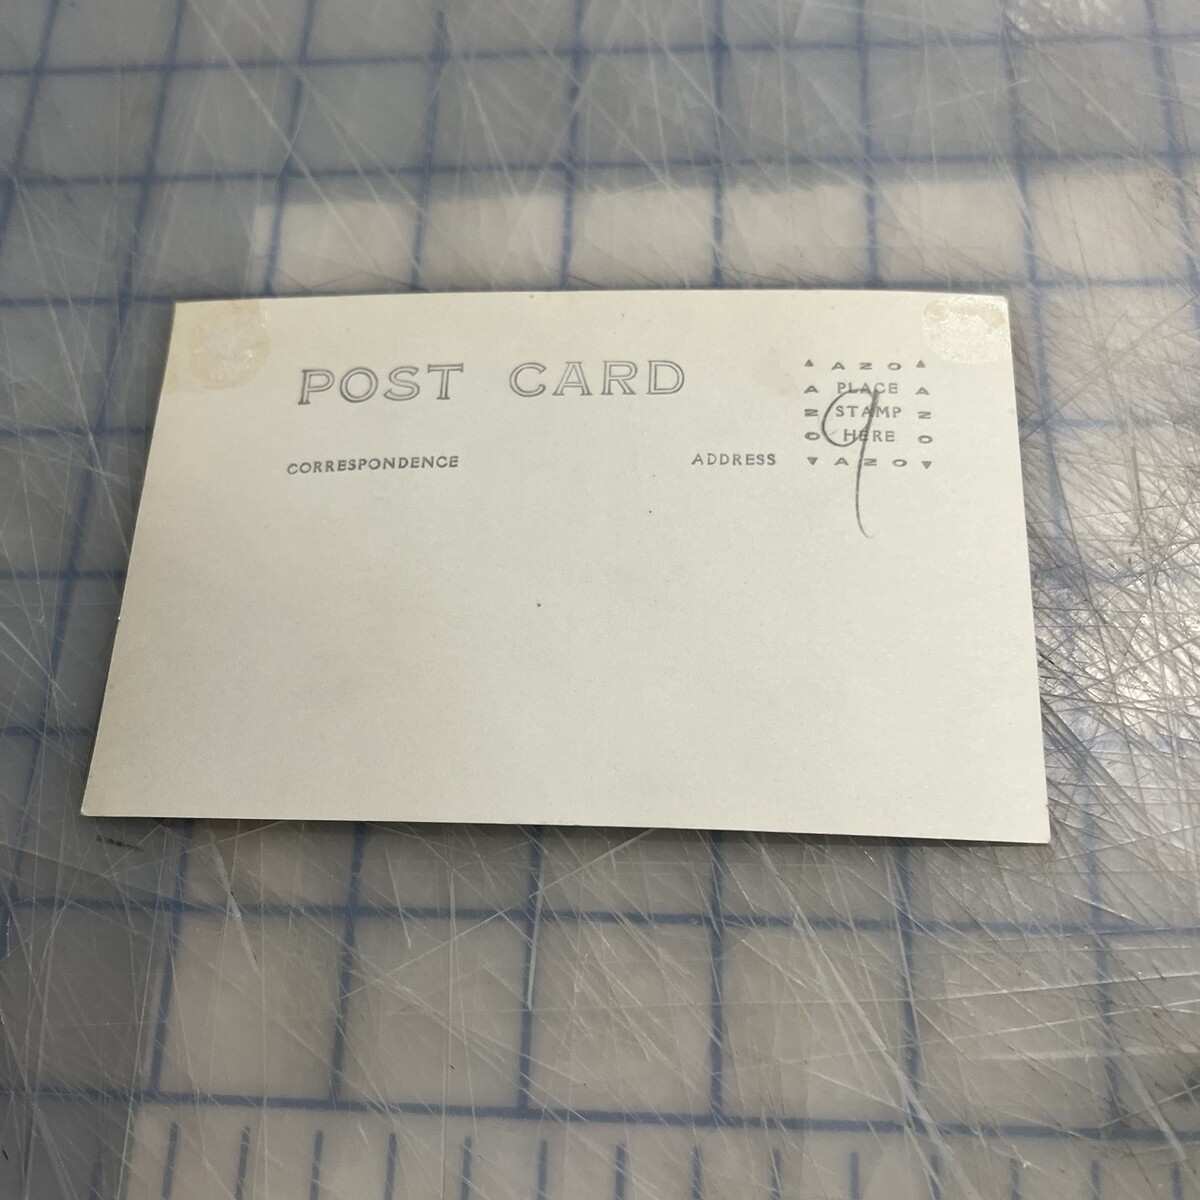 POST CARD
CORRESPONDENCE
ADDRESS
▲ A Z O ▲
A PLACE A
Z STAMP Z
O HERE O
▼ A Z O ▼
9